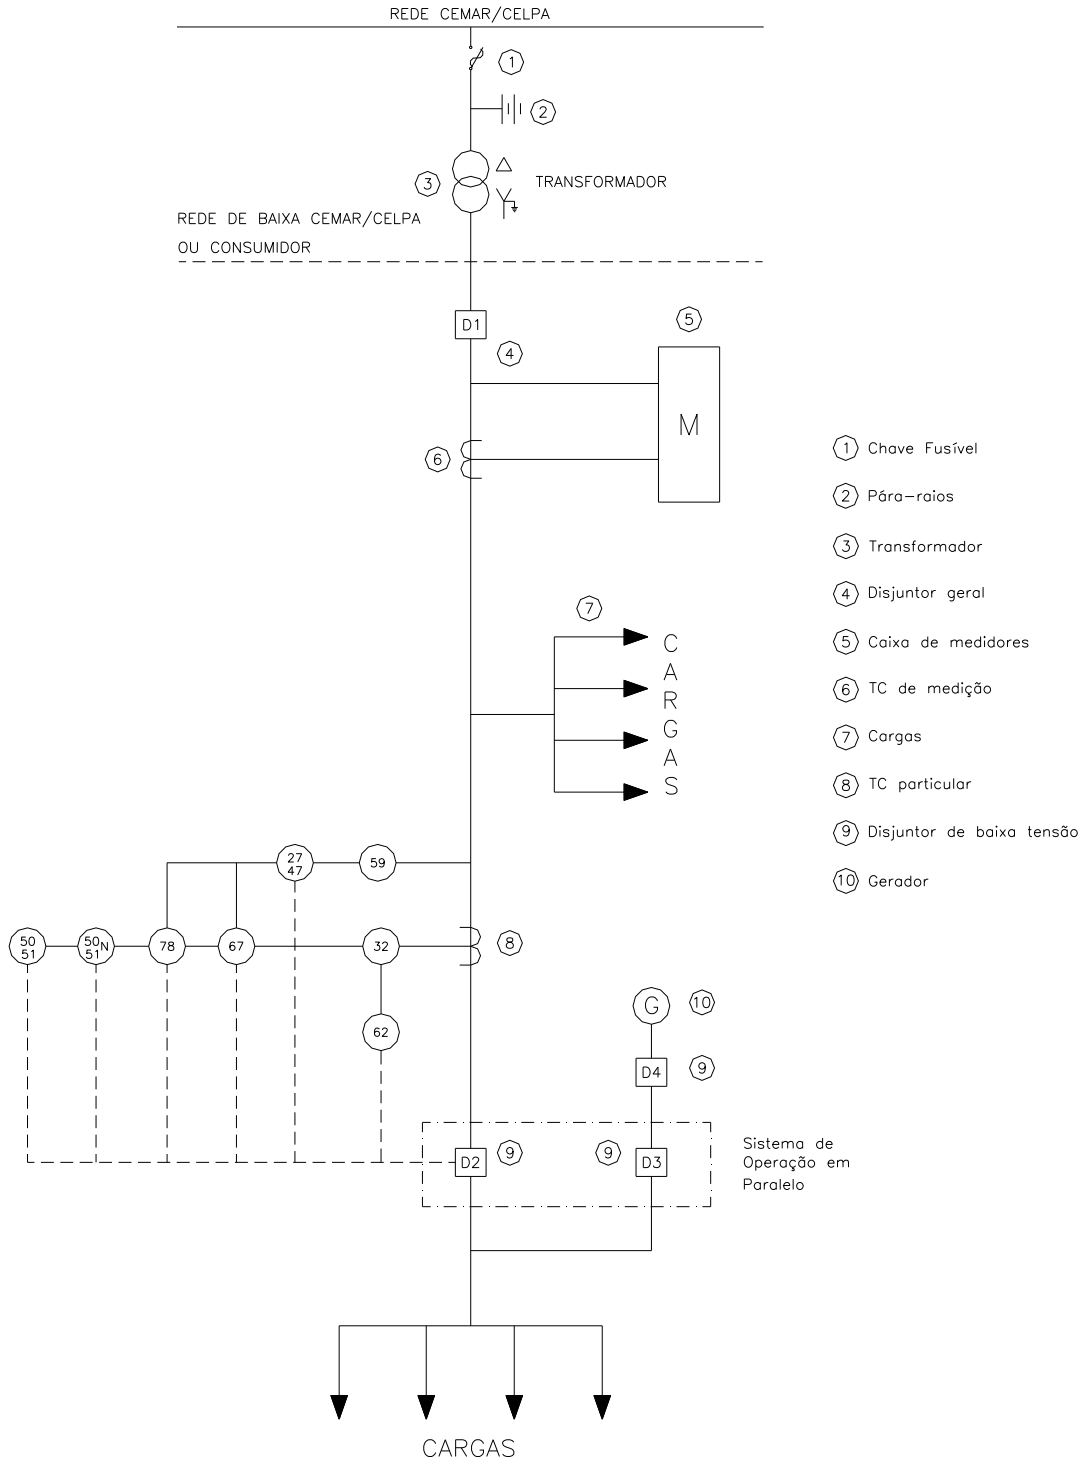 REDE CEMAR/CELPA
1
2
3
TRANSFORMADOR
REDE DE BAIXA CEMAR/CELPA
OU CONSUMIDOR
D1
5
4
M
6
1 Chave Fusível
2 Pára-raios
3 Transformador
4 Disjuntor geral
5 Caixa de medidores
6 TC de medição
7 Cargas
8 TC particular
9 Disjuntor de baixa tensão
10 Gerador
7
C
A
R
G
A
S
27
47
59
50
51
50
51 N
78
67
32
8
62
G
10
D4
9
D2
9
9
D3
Sistema de
Operação em
Paralelo
CARGAS